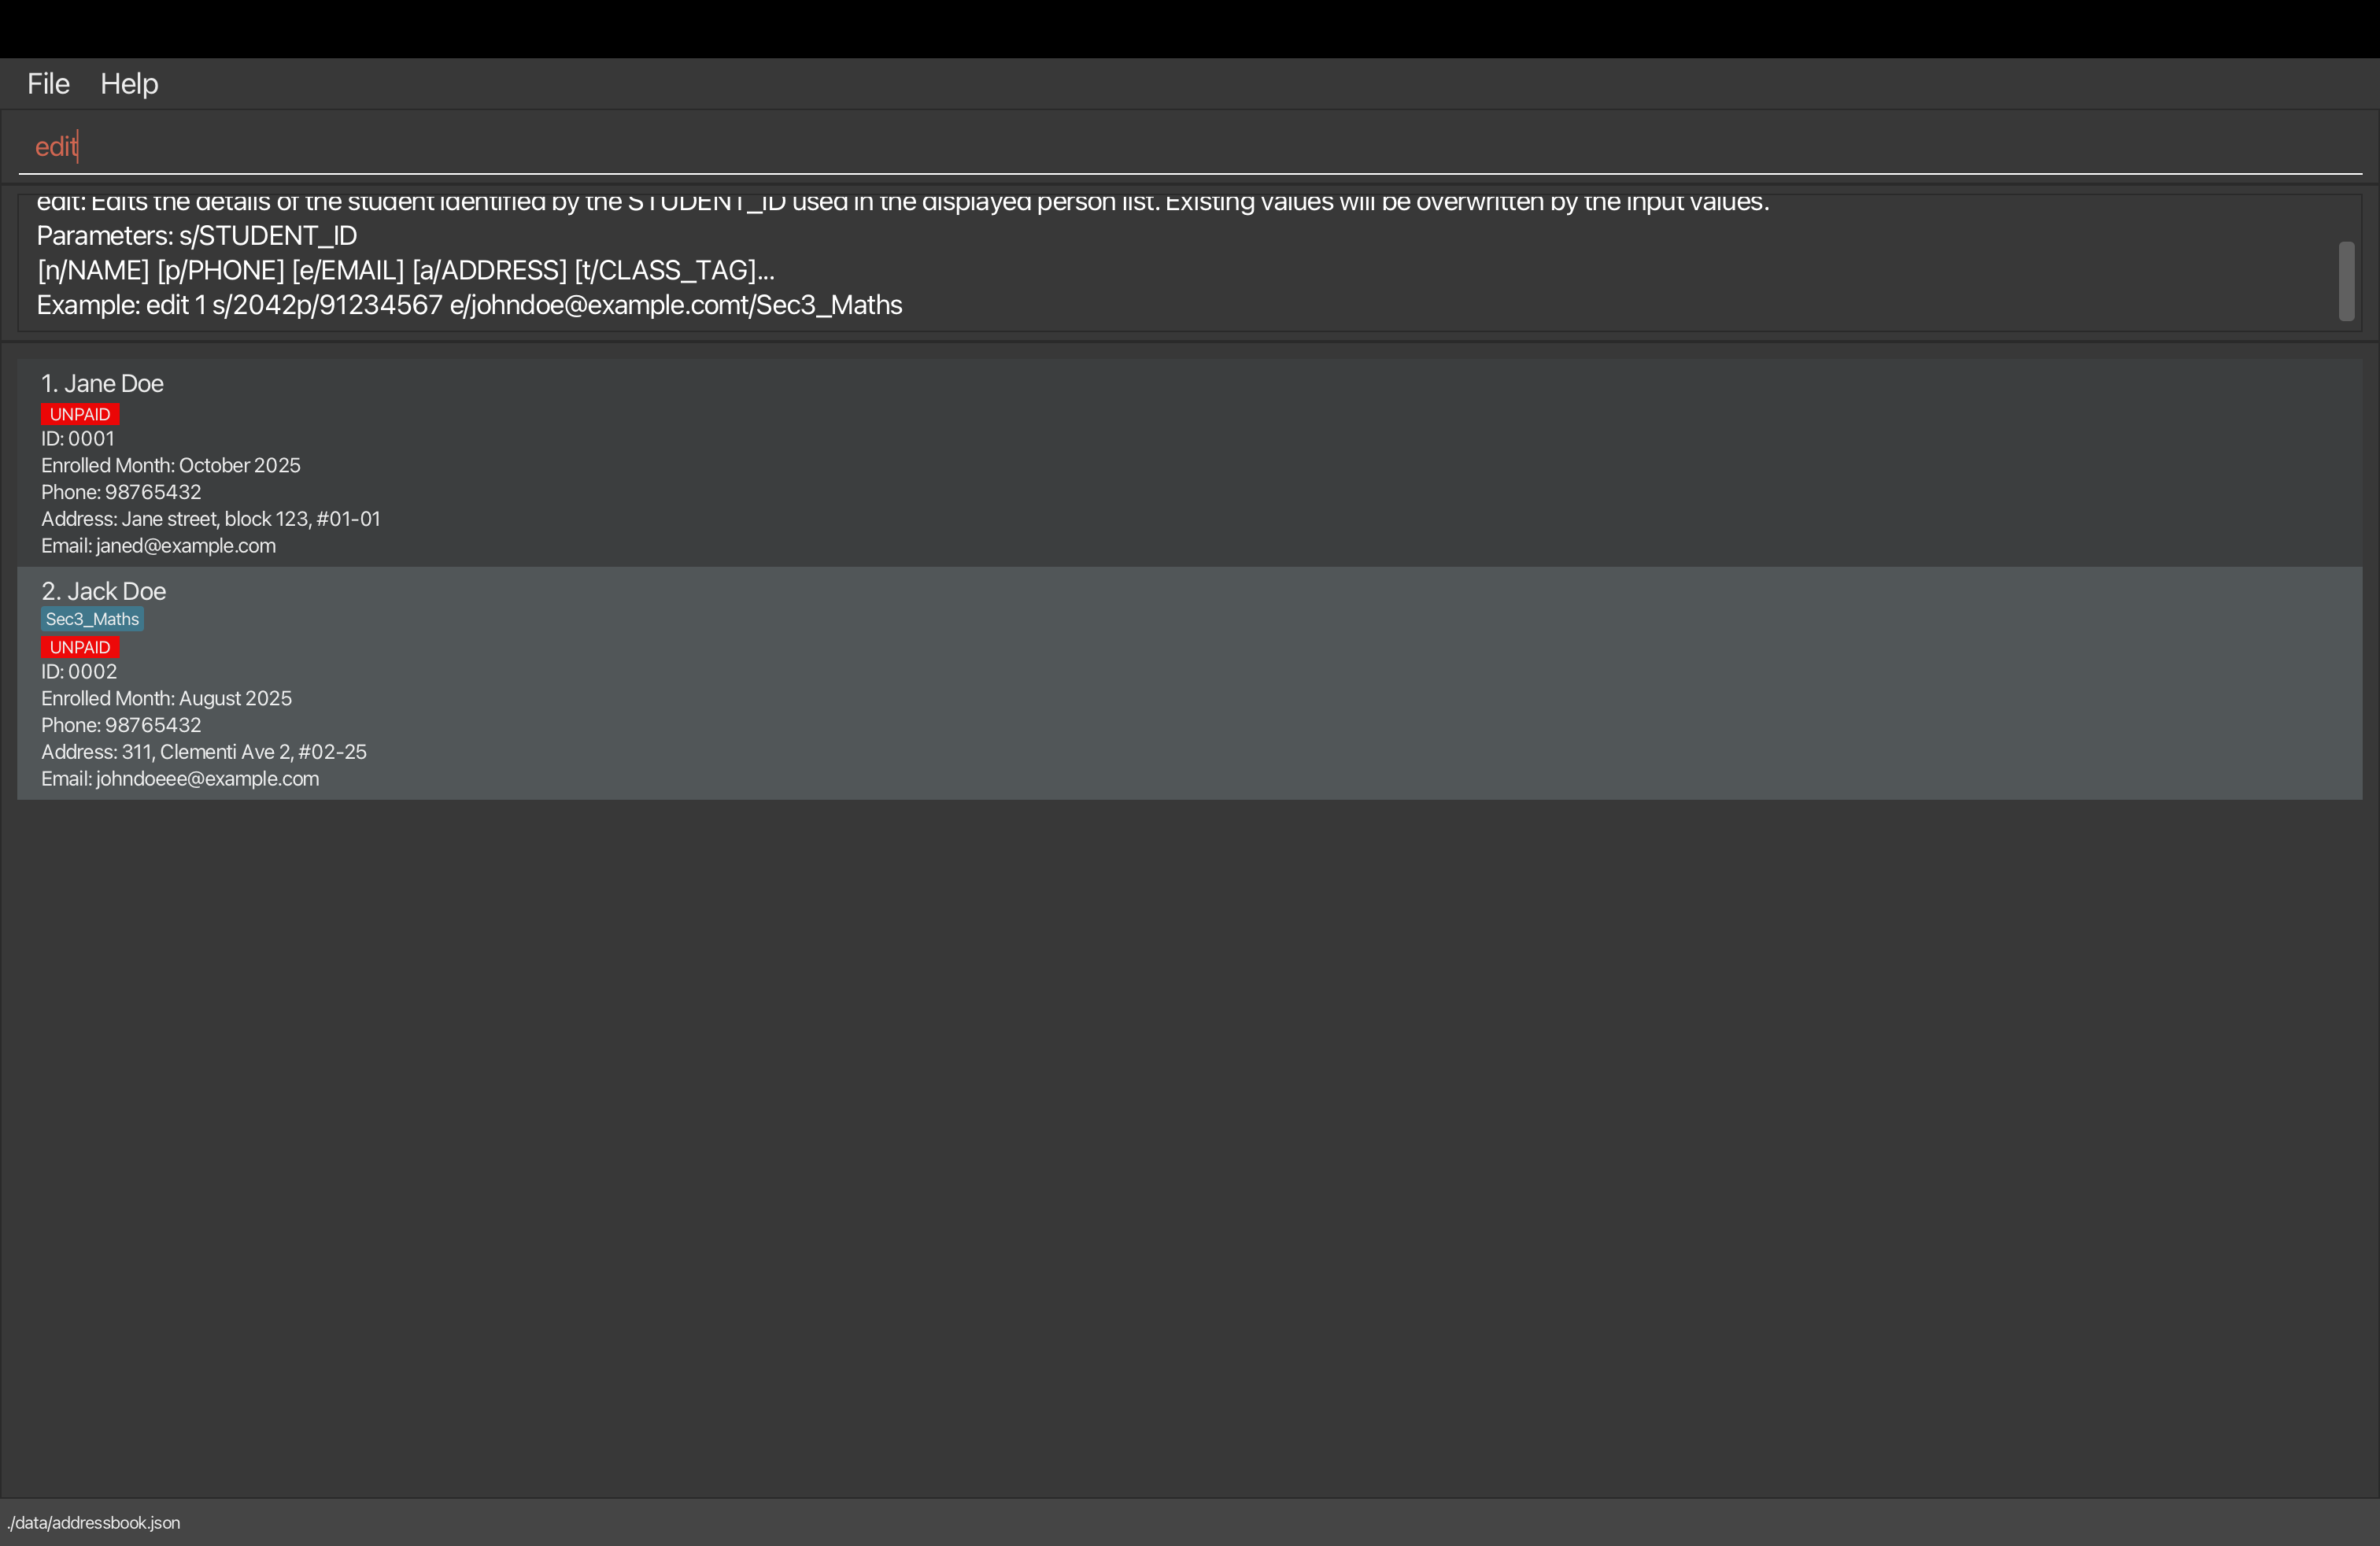 File Help
edit
edit: Edits the details of the student identified by the STUDENT_ID used in the displayed person list. Existing values will be overwritten by the input values.
Parameters: s/STUDENT_ID
[n/NAME] [p/PHONE] [e/EMAIL] [a/ADDRESS] [t/CLASS_TAG]...
Example: edit 1 s/2042p/91234567 e/johndoe@example.comt/Sec3_Maths
1. Jane Doe
UNPAID
ID: 0001
Enrolled Month: October 2025
Phone: 98765432
Address: Jane street, block 123, #01-01
Email: janed@example.com
2. Jack Doe
Sec3_Maths
UNPAID
ID: 0002
Enrolled Month: August 2025
Phone: 98765432
Address: 311, Clementi Ave 2, #02-25
Email: johndoeee@example.com
./data/addressbook.json